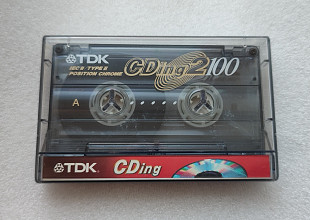 TDK CDing2 100
IEC II TYPE II
POSITION CHROME
A
TDK CDing